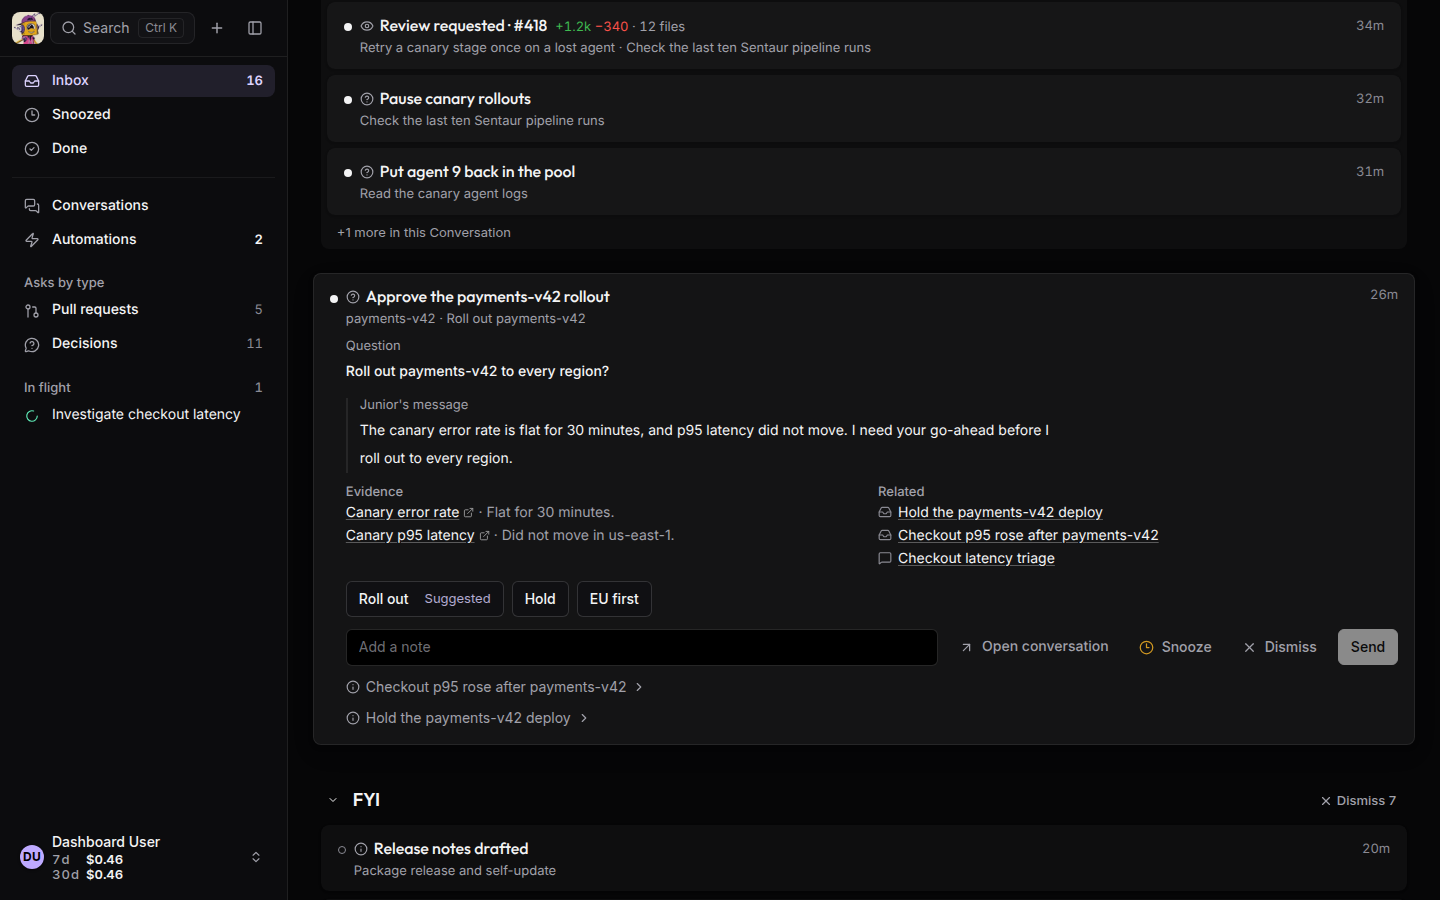 Search Ctrl K
Inbox 16
Snoozed
Done
Conversations
Automations 2
Asks by type
Pull requests 5
Decisions 11
In flight 1
Investigate checkout latency
DU
Dashboard User
7d $0.46
30d $0.46
Review requested · #418 +1.2k −340 · 12 files 34m
Retry a canary stage once on a lost agent · Check the last ten Sentaur pipeline runs
Pause canary rollouts 32m
Check the last ten Sentaur pipeline runs
Put agent 9 back in the pool 31m
Read the canary agent logs
+1 more in this Conversation
Approve the payments-v42 rollout 26m
payments-v42 · Roll out payments-v42
Question
Roll out payments-v42 to every region?
Junior's message
The canary error rate is flat for 30 minutes, and p95 latency did not move. I need your go-ahead before I
roll out to every region.
Evidence
Canary error rate · Flat for 30 minutes.
Canary p95 latency · Did not move in us-east-1.
Related
Hold the payments-v42 deploy
Checkout p95 rose after payments-v42
Checkout latency triage
Roll out Suggested Hold EU first
Add a note Open conversation Snooze Dismiss Send
Checkout p95 rose after payments-v42
Hold the payments-v42 deploy
FYI Dismiss 7
Release notes drafted 20m
Package release and self-update